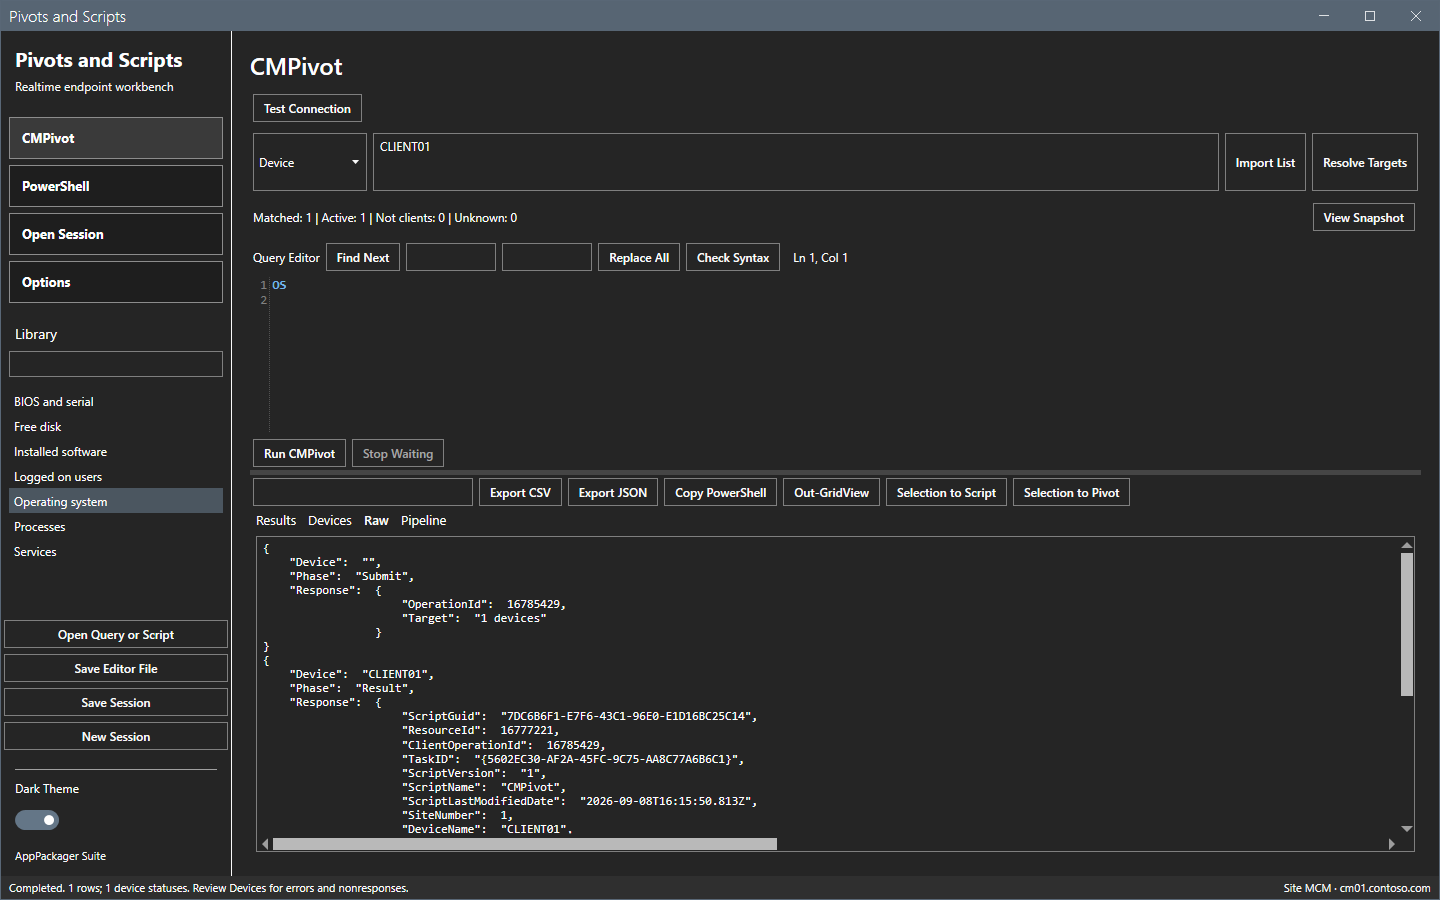 Pivots and Scripts
Pivots and Scripts
Realtime endpoint workbench
CMPivot
PowerShell
Open Session
Options
Library
BIOS and serial
Free disk
Installed software
Logged on users
Operating system
Processes
Services
Open Query or Script
Save Editor File
Save Session
New Session
Dark Theme
AppPackager Suite
CMPivot
Test Connection
Device
CLIENT01
Import List
Resolve Targets
Matched: 1 | Active: 1 | Not clients: 0 | Unknown: 0
View Snapshot
Query Editor
Find Next
Replace All
Check Syntax
Ln 1, Col 1
1 OS
2
Run CMPivot
Stop Waiting
Export CSV
Export JSON
Copy PowerShell
Out-GridView
Selection to Script
Selection to Pivot
Results Devices Raw Pipeline
{
"Device": "",
"Phase": "Submit",
"Response": {
"OperationId": 16785429,
"Target": "1 devices"
}
}
{
"Device": "CLIENT01",
"Phase": "Result",
"Response": {
"ScriptGuid": "7DC6B6F1-E7F6-43C1-96E0-E1D16BC25C14",
"ResourceId": 16777221,
"ClientOperationId": 16785429,
"TaskID": "{5602EC30-AF2A-45FC-9C75-AA8C77A6B6C1}",
"ScriptVersion": "1",
"ScriptName": "CMPivot",
"ScriptLastModifiedDate": "2026-09-08T16:15:50.813Z",
"SiteNumber": 1,
"DeviceName": "CLIENT01",
Completed. 1 rows; 1 device statuses. Review Devices for errors and nonresponses.
Site MCM · cm01.contoso.com